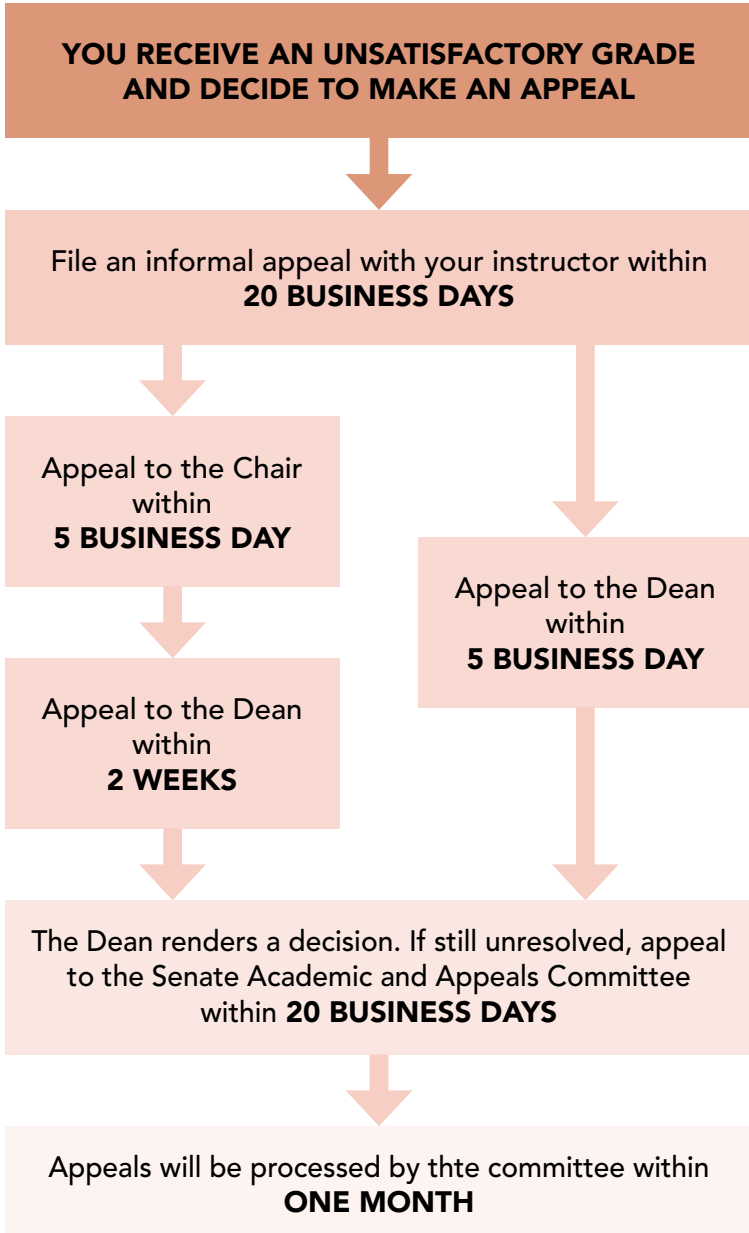 YOU RECEIVE AN UNSATISFACTORY GRADE
AND DECIDE TO MAKE AN APPEAL
File an informal appeal with your instructor within
20 BUSINESS DAYS
Appeal to the Chair
within
5 BUSINESS DAY
Appeal to the Dean
within
2 WEEKS
Appeal to the Dean
within
5 BUSINESS DAY
The Dean renders a decision. If still unresolved, appeal
to the Senate Academic and Appeals Committee
within 20 BUSINESS DAYS
Appeals will be processed by thte committee within
ONE MONTH